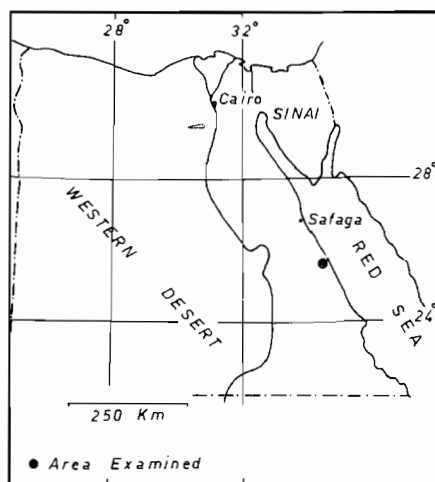 28° 32°
Cairo
SINAI
28°
WESTERN DESERT
Safaga
RED SEA
24°
250 Km
Area Examined